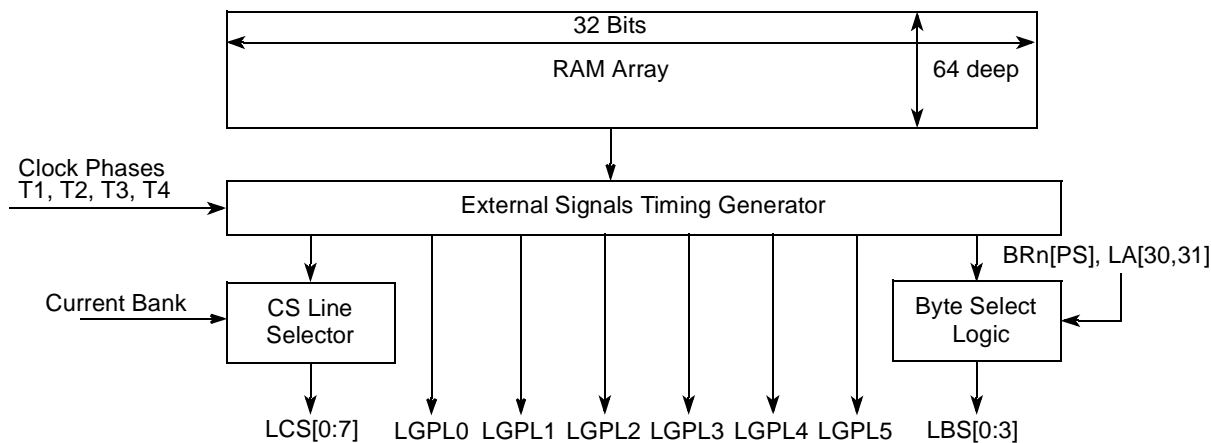 32 Bits
RAM Array
64 deep
Clock Phases
T1, T2, T3, T4
External Signals Timing Generator
BRn[PS], LA[30,31]
Current Bank
CS Line
Selector
Byte Select
Logic
LCS[0:7]
LGPL0
LGPL1
LGPL2
LGPL3
LGPL4
LGPL5
LBS[0:3]